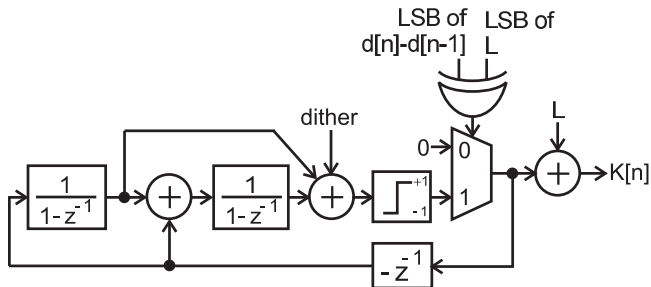 LSB of
d[n]-d[n-1]
LSB of
L
dither
0
0
1
L
K[n]
1
1-z⁻¹
+
1
1-z⁻¹
+
+1
-1
+
-z⁻¹